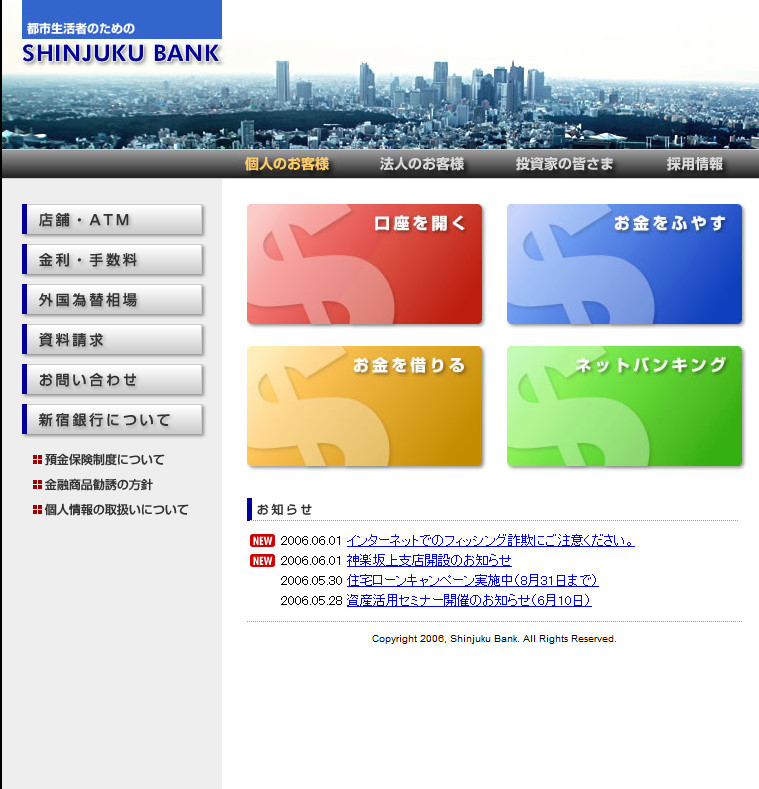 都市生活者のための
SHINJUKU BANK
個人のお客様 法人のお客様 投資家の皆さま 採用情報
店舗・ATM
金利・手数料
外国為替相場
資料請求
お問い合わせ
新宿銀行について
預金保険制度について
金融商品勧誘の方針
個人情報の取扱いについて
口座を開く
お金をふやす
お金を借りる
ネットバンキング
お知らせ
NEW 2006.06.01 インターネットでのフィッシング詐欺にご注意ください。
NEW 2006.06.01 神楽坂上支店開設のお知らせ
2006.05.30 住宅ローンキャンペーン実施中(8月31日まで)
2006.05.28 資産活用セミナー開催のお知らせ(6月10日)
Copyright 2006, Shinjuku Bank. All Rights Reserved.